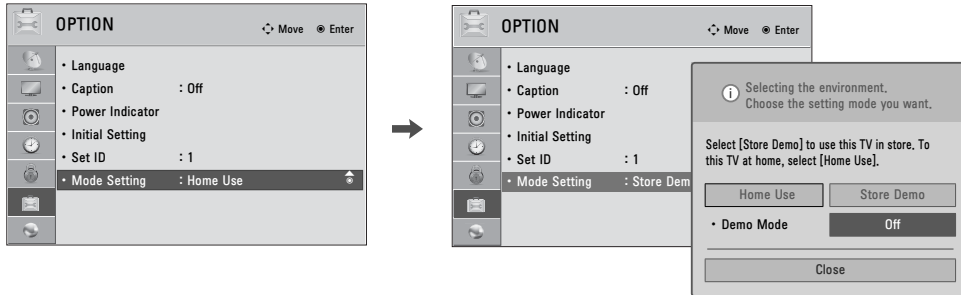 OPTION
Move Enter
• Language
• Caption : Off
• Power Indicator
• Initial Setting
• Set ID : 1
• Mode Setting : Home Use
OPTION
Move Enter
• Language
• Caption : Off
• Power Indicator
• Initial Setting
• Set ID : 1
• Mode Setting : Store Dem
i Selecting the environment.
Choose the setting mode you want.
Select [Store Demo] to use this TV in store. To
this TV at home, select [Home Use].
Home Use Store Demo
• Demo Mode Off
Close